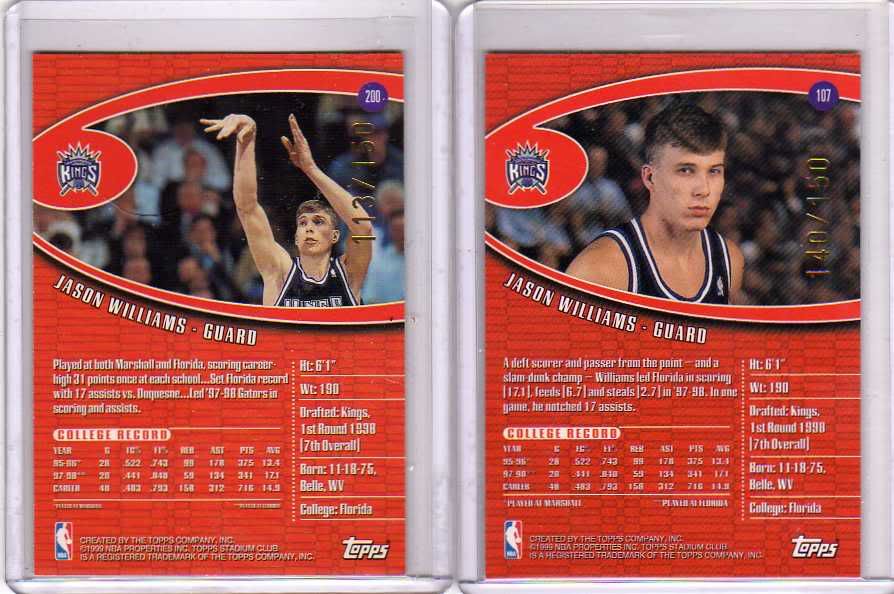 200
113/150
KINGS
JASON WILLIAMS - GUARD
Played at both Marshall and Florida, scoring career-
high 31 points once at each school...Set Florida record
with 17 assists vs. Duquesne...Led '97-98 Gators in
scoring and assists.
COLLEGE RECORD
YEAR G FG% FT% REB AST PTS AVG
95-96* 28 .522 .743 99 178 375 13.4
97-98** 20 .441 .840 59 134 341 17.1
CAREER 48 .483 .793 158 312 716 14.9
*PLAYED AT MARSHALL **PLAYED AT FLORIDA
Ht: 6'1"
Wt: 190
Drafted: Kings,
1st Round 1998
(7th Overall)
Born: 11-18-75,
Belle, WV
College: Florida
NBA
CREATED BY THE TOPPS COMPANY, INC.
©1999 NBA PROPERTIES INC. TOPPS STADIUM CLUB
IS A REGISTERED TRADEMARK OF THE TOPPS COMPANY, INC.
TOPPS
107
140/150
KINGS
JASON WILLIAMS - GUARD
A deft scorer and passer from the point – and a
slam-dunk champ – Williams led Florida in scoring
(17.1), feeds (6.7) and steals (2.7) in '97-98. In one
game, he notched 17 assists.
COLLEGE RECORD
YEAR G FG% FT% REB AST PTS AVG
95-96* 28 .522 .743 99 178 375 13.4
97-98** 20 .441 .840 59 134 341 17.1
CAREER 48 .483 .793 158 312 716 14.9
*PLAYED AT MARSHALL **PLAYED AT FLORIDA
Ht: 6'1"
Wt: 190
Drafted: Kings,
1st Round 1998
(7th Overall)
Born: 11-18-75,
Belle, WV
College: Florida
NBA
CREATED BY THE TOPPS COMPANY, INC.
©1999 NBA PROPERTIES INC. TOPPS STADIUM CLUB
IS A REGISTERED TRADEMARK OF THE TOPPS COMPANY, INC.
TOPPS